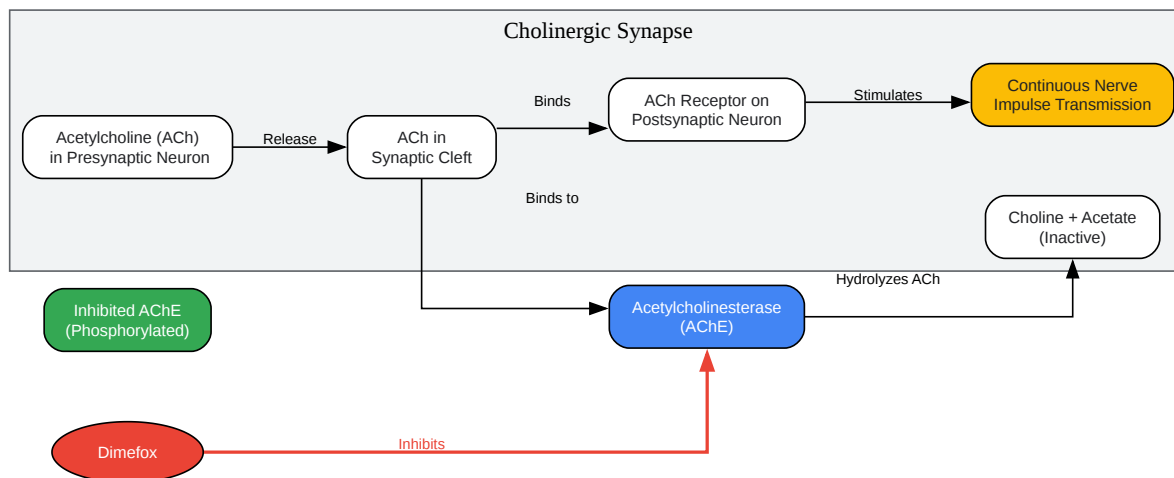 Cholinergic Synapse
Acetylcholine (ACh)
in Presynaptic Neuron
Release
ACh in
Synaptic Cleft
Binds
ACh Receptor on
Postsynaptic Neuron
Stimulates
Continuous Nerve
Impulse Transmission
Binds to
Choline + Acetate
(Inactive)
Hydrolyzes ACh
Inhibited AChE
(Phosphorylated)
Acetylcholinesterase
(AChE)
Dimefox
Inhibits